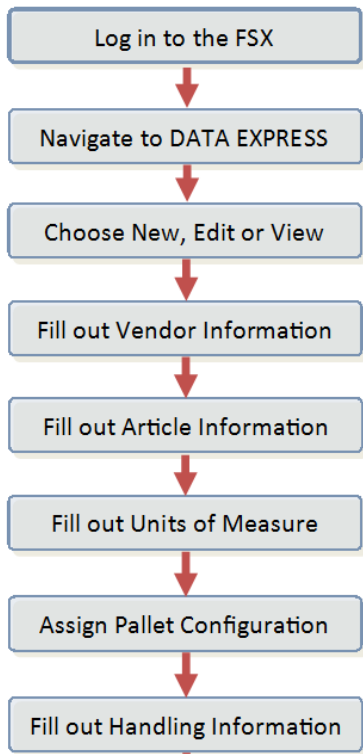 Log in to the FSX
Navigate to DATA EXPRESS
Choose New, Edit or View
Fill out Vendor Information
Fill out Article Information
Fill out Units of Measure
Assign Pallet Configuration
Fill out Handling Information